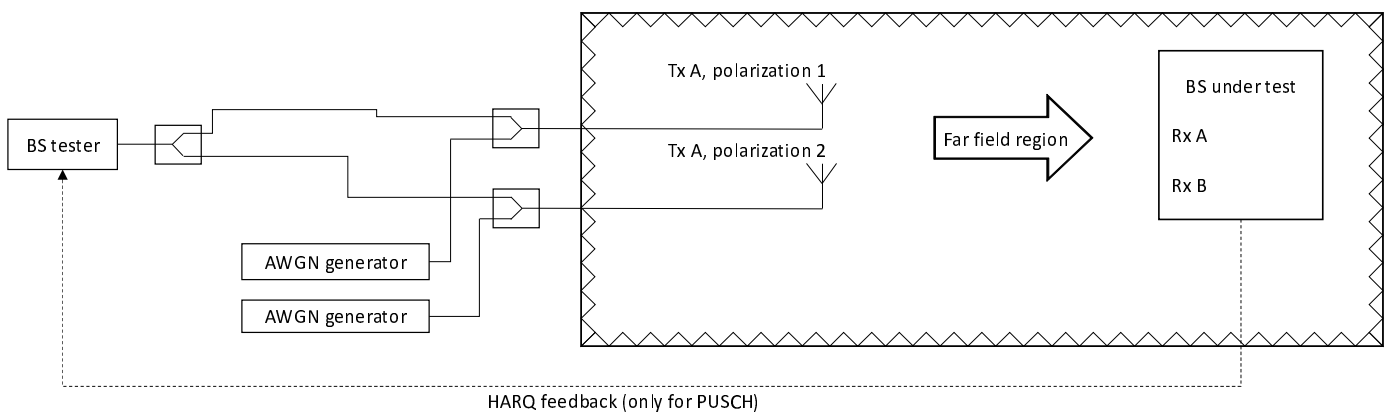 Tx A, polarization 1
BS under test
BS tester
Far field region
Rx A
Tx A, polarization 2
Rx B
AWGN generator
AWGN generator
HARQ feedback (only for PUSCH)